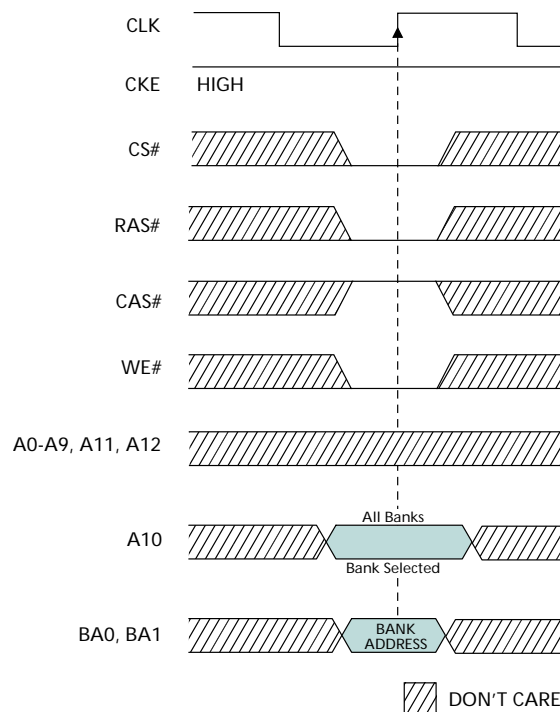 CLK
CKE HIGH
CS#
RAS#
CAS#
WE#
A0-A9, A11, A12
All Banks
A10
Bank Selected
BA0, BA1
BANK
ADDRESS
DON'T CARE